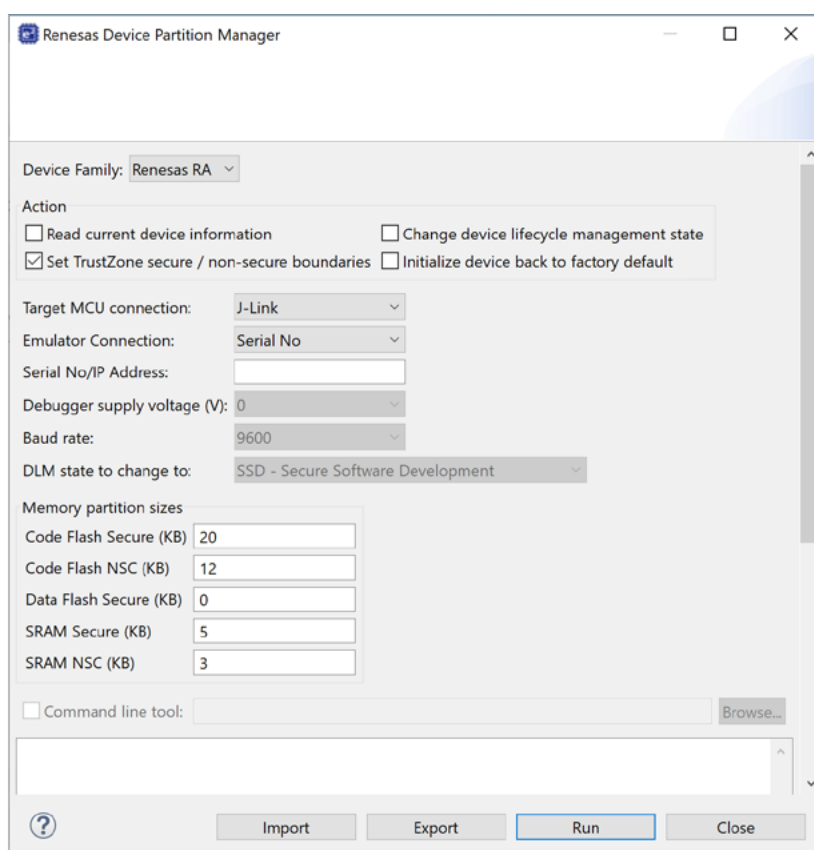 Renesas Device Partition Manager
Device Family: Renesas RA
Action
Read current device information
Change device lifecycle management state
Set TrustZone secure / non-secure boundaries
Initialize device back to factory default
Target MCU connection: J-Link
Emulator Connection: Serial No
Serial No/IP Address:
Debugger supply voltage (V): 0
Baud rate: 9600
DLM state to change to: SSD - Secure Software Development
Memory partition sizes
Code Flash Secure (KB) 20
Code Flash NSC (KB) 12
Data Flash Secure (KB) 0
SRAM Secure (KB) 5
SRAM NSC (KB) 3
Command line tool: Browse...
? Import Export Run Close